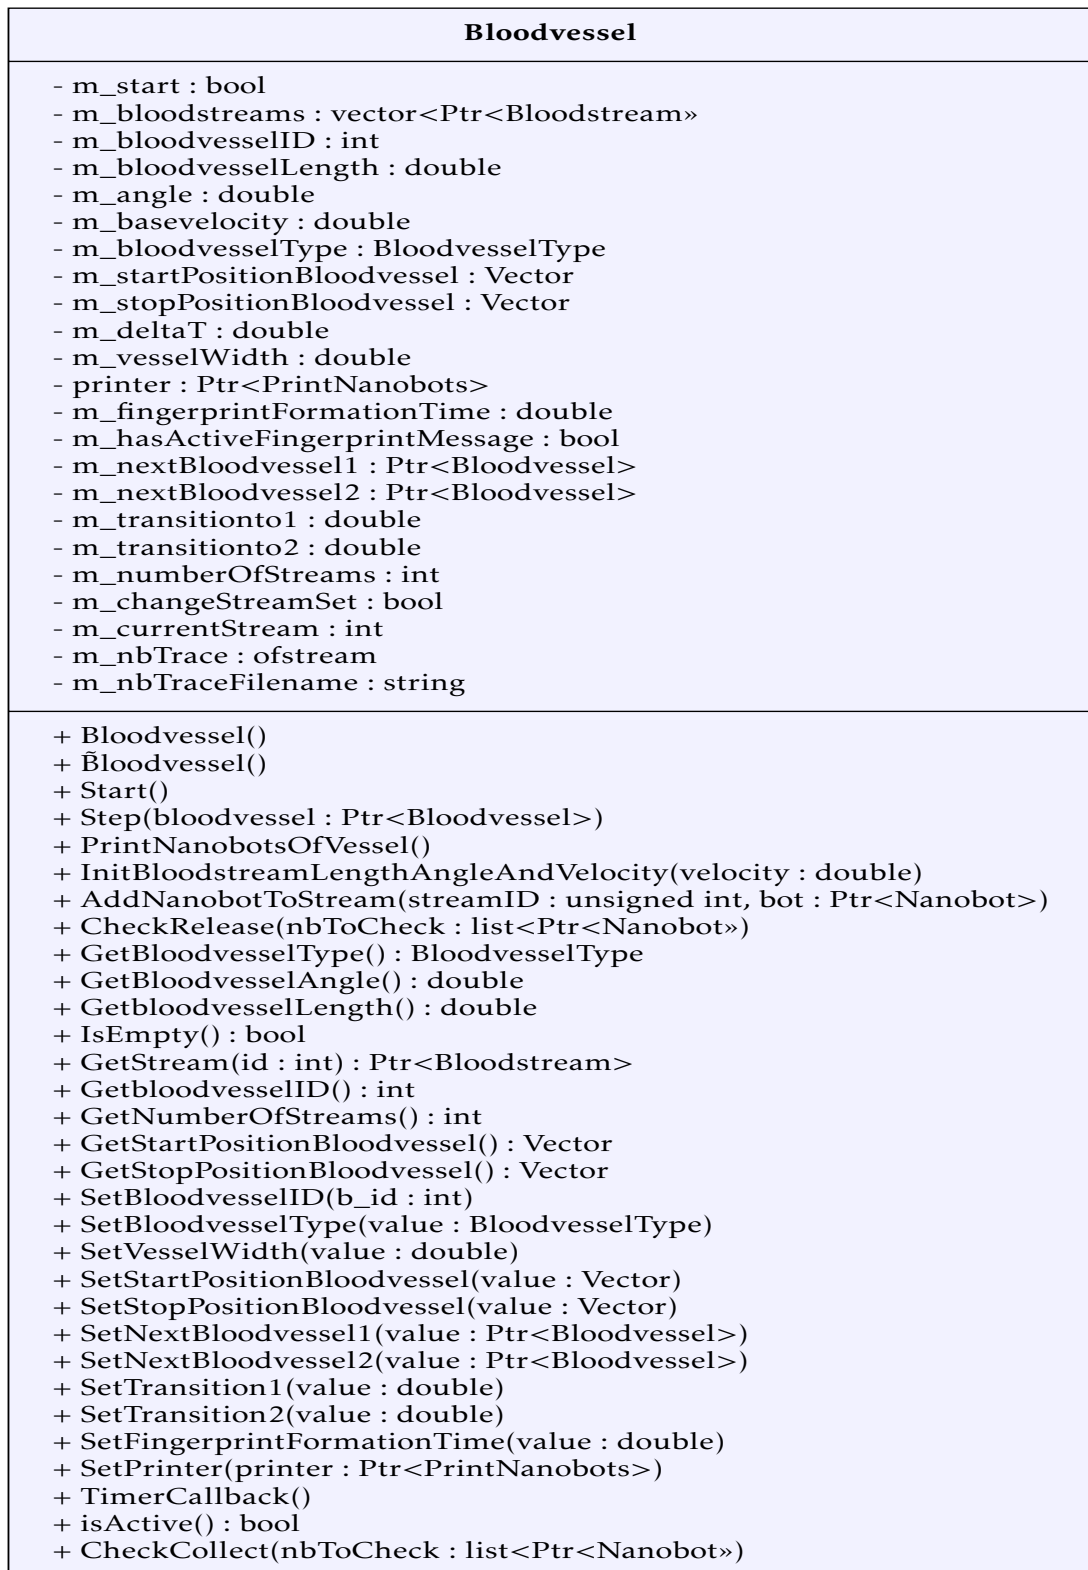 Bloodvessel
- m_start : bool
- m_bloodstreams : vector<Ptr<Bloodstream»
- m_bloodvesselID : int
- m_bloodvesselLength : double
- m_angle : double
- m_basevelocity : double
- m_bloodvesselType : BloodvesselType
- m_startPositionBloodvessel : Vector
- m_stopPositionBloodvessel : Vector
- m_deltaT : double
- m_vesselWidth : double
- printer : Ptr<PrintNanobots>
- m_fingerprintFormationTime : double
- m_hasActiveFingerprintMessage : bool
- m_nextBloodvessel1 : Ptr<Bloodvessel>
- m_nextBloodvessel2 : Ptr<Bloodvessel>
- m_transitionto1 : double
- m_transitionto2 : double
- m_numberOfStreams : int
- m_changeStreamSet : bool
- m_currentStream : int
- m_nbTrace : ofstream
- m_nbTraceFilename : string
+ Bloodvessel()
+ B̃loodvessel()
+ Start()
+ Step(bloodvessel : Ptr<Bloodvessel>)
+ PrintNanobotsOfVessel()
+ InitBloodstreamLengthAngleAndVelocity(velocity : double)
+ AddNanobotToStream(streamID : unsigned int, bot : Ptr<Nanobot>)
+ CheckRelease(nbToCheck : list<Ptr<Nanobot»)
+ GetBloodvesselType() : BloodvesselType
+ GetBloodvesselAngle() : double
+ GetbloodvesselLength() : double
+ IsEmpty() : bool
+ GetStream(id : int) : Ptr<Bloodstream>
+ GetbloodvesselID() : int
+ GetNumberOfStreams() : int
+ GetStartPositionBloodvessel() : Vector
+ GetStopPositionBloodvessel() : Vector
+ SetBloodvesselID(b_id : int)
+ SetBloodvesselType(value : BloodvesselType)
+ SetVesselWidth(value : double)
+ SetStartPositionBloodvessel(value : Vector)
+ SetStopPositionBloodvessel(value : Vector)
+ SetNextBloodvessel1(value : Ptr<Bloodvessel>)
+ SetNextBloodvessel2(value : Ptr<Bloodvessel>)
+ SetTransition1(value : double)
+ SetTransition2(value : double)
+ SetFingerprintFormationTime(value : double)
+ SetPrinter(printer : Ptr<PrintNanobots>)
+ TimerCallback()
+ isActive() : bool
+ CheckCollect(nbToCheck : list<Ptr<Nanobot»)